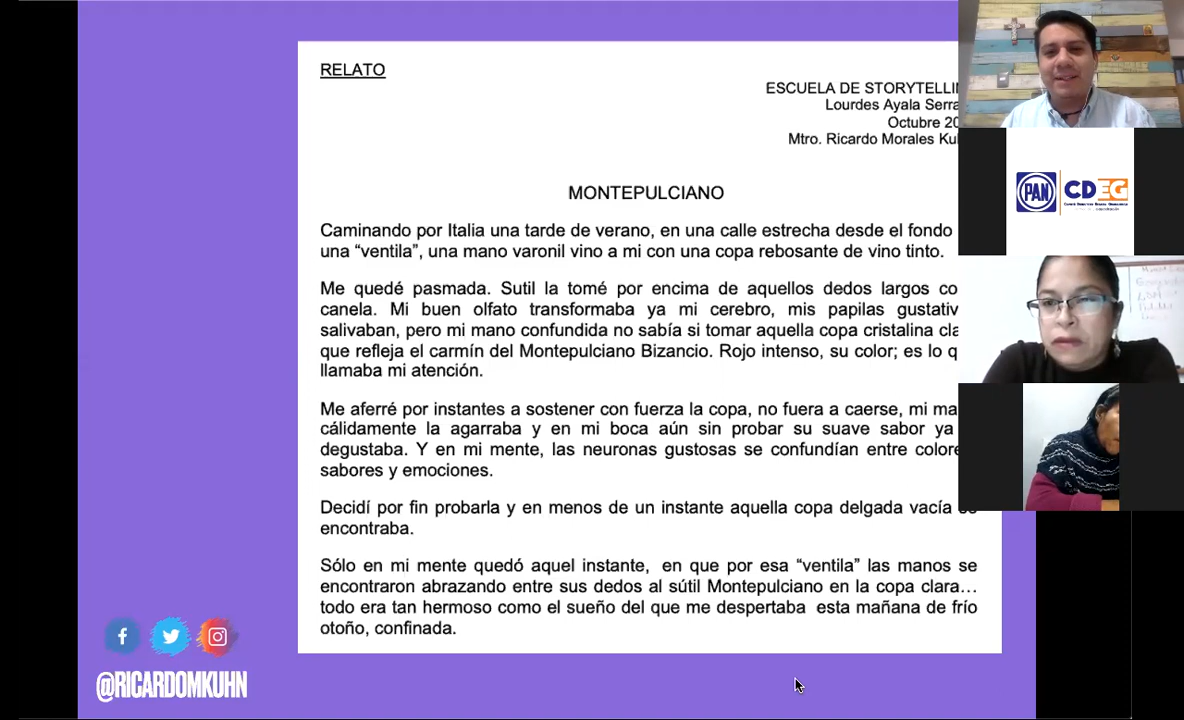 RELATO
ESCUELA DE
Lourdes Ayala
Octubre
Mtro. Ricardo Morales
MONTEPULCIANO
Caminando por Italia una tarde de verano, en una calle estrecha desde el fondo
una “ventila”, una mano varonil vino a mi con una copa rebosante de vino tinto.
Me quedé pasmada. Sutil la tomé por encima de aquellos dedos largos
canela. Mi buen olfato transformaba ya mi cerebro, mis papilas
salivaban, pero mi mano confundida no sabía si tomar aquella copa cristalina
que refleja el carmín del Montepulciano Bizancio. Rojo intenso, su color; es lo
llamaba mi atención.
Me aferré por instantes a sostener con fuerza la copa, no fuera a caerse, mi
cálidamente la agarraba y en mi boca aún sin probar su suave sabor ya
degustaba. Y en mi mente, las neuronas gustosas se confundían entre
sabores y emociones.
Decidí por fin probarla y en menos de un instante aquella copa delgada vacía
encontraba.
Sólo en mi mente quedó aquel instante, en que por esa “ventila” las manos se
encontraron abrazando entre sus dedos al sútil Montepulciano en la copa clara…
todo era tan hermoso como el sueño del que me despertaba esta mañana de frío
otoño, confinada.
@RICARDOMKUHN
PAN
CDEG